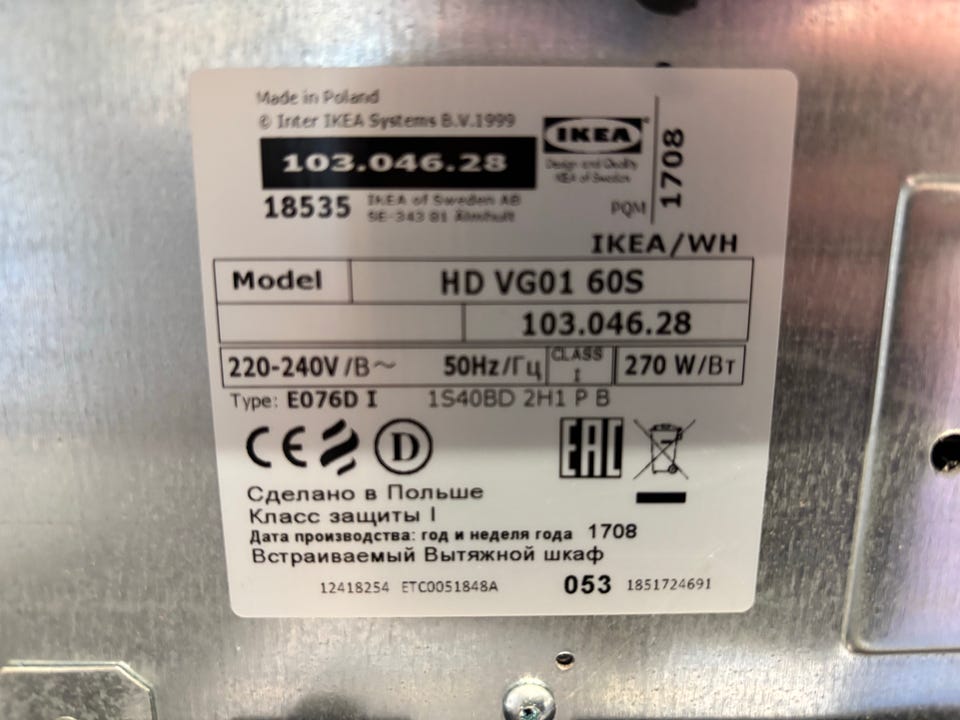 Made in Poland
© Inter IKEA Systems B.V.1999
103.046.28
18535
IKEA of Sweden AB
SE-343 81 Älmhult
IKEA
Design and Quality
IKEA of Sweden
PQM
1708
IKEA/WH
Model HD VG01 60S
103.046.28
220-240V /В~ 50Hz/Гц CLASS I 270 W/Вт
Type: E076D I 1S40BD 2H1 P B
CE D EAC
Сделано в Польше
Класс защиты I
Дата производства: год и неделя года 1708
Встраиваемый Вытяжной шкаф
12418254 ETC0051848A 053 1851724691